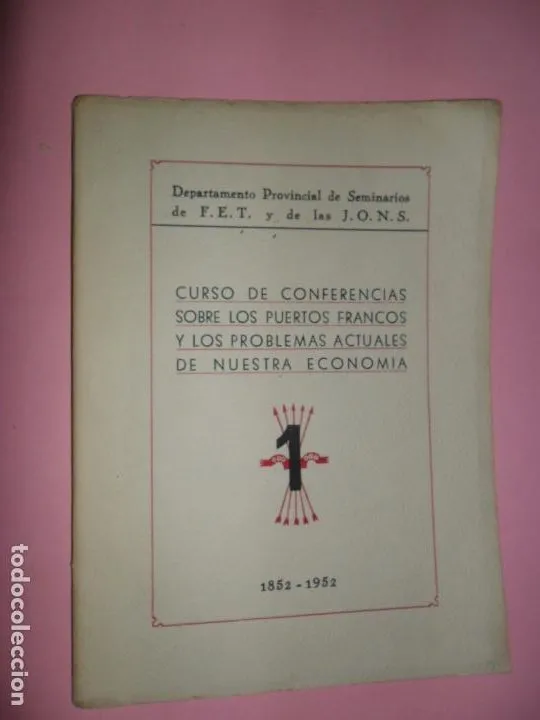 Departamento Provincial de Seminarios
de F. E. T. y de las J. O. N. S.
CURSO DE CONFERENCIAS
SOBRE LOS PUERTOS FRANCOS
Y LOS PROBLEMAS ACTUALES
DE NUESTRA ECONOMIA
1
1852 - 1952
todocoleccion.net